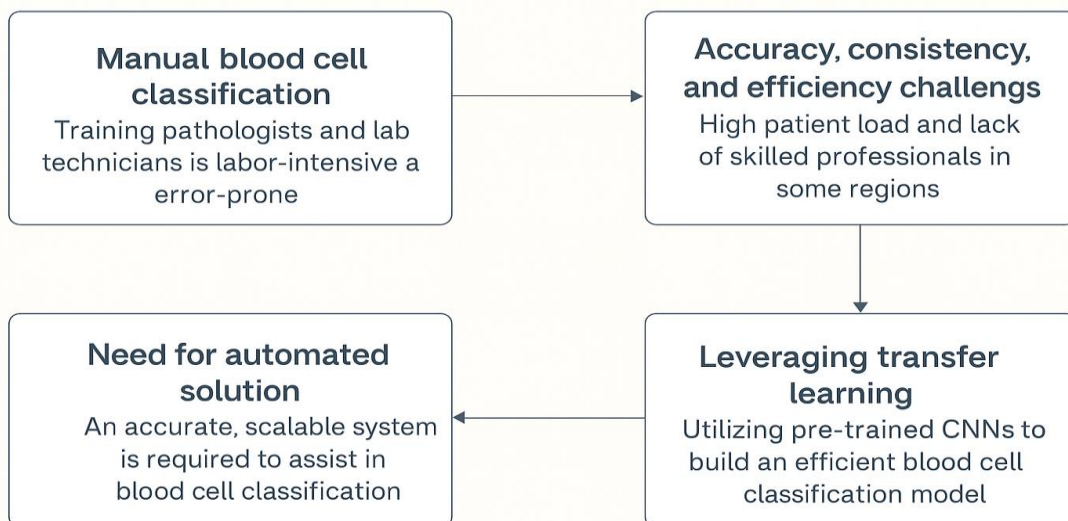 Manual blood cell
classification
Training pathologists and lab
technicians is labor-intensive a
error-prone
Accuracy, consistency,
and efficiency challengs
High patient load and lack
of skilled professionals in
some regions
Leveraging transfer
learning
Utilizing pre-trained CNNs to
build an efficient blood cell
classification model
Need for automated
solution
An accurate, scalable system
is required to assist in
blood cell classification